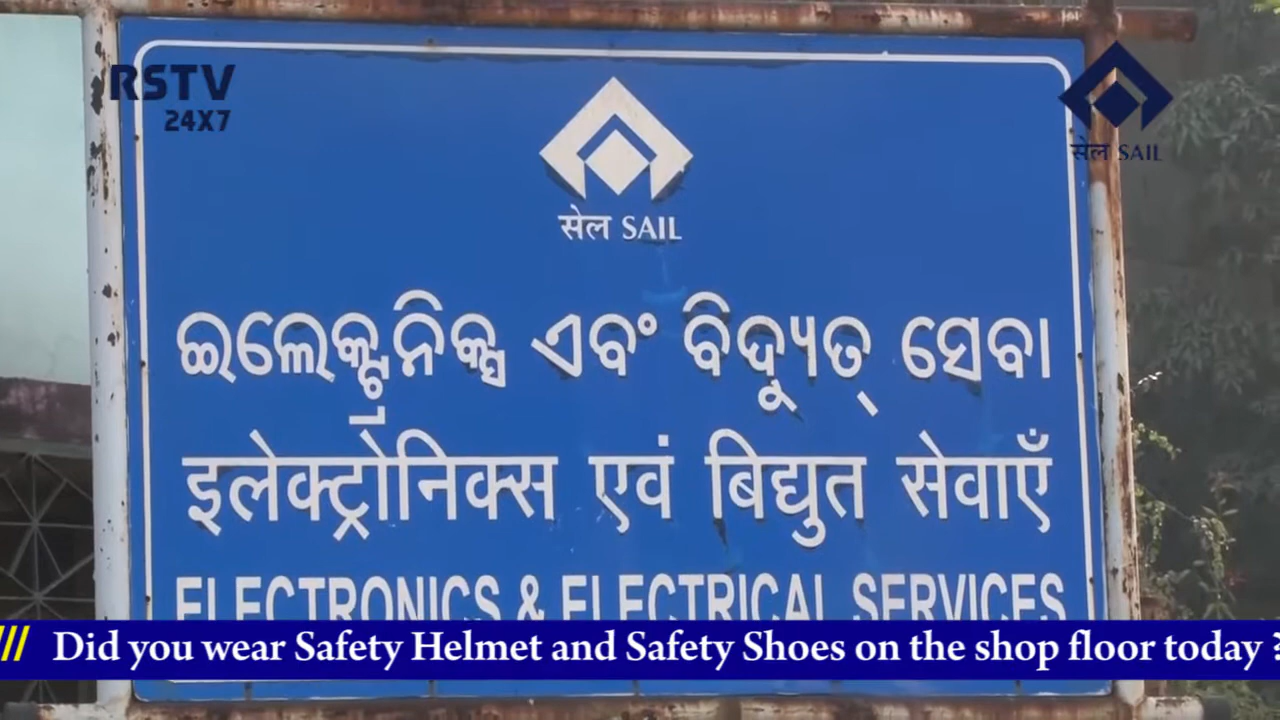 RSTV
24X7
सेल SAIL
सेल SAIL
ଇଲେକ୍ଟ୍ରନିକ୍ସ ଏବଂ ବିଦ୍ୟୁତ୍ ସେବା
इलेक्ट्रोनिक्स एवं बिद्युत सेवाएँ
ELECTRONICS & ELECTRICAL SERVICES
/// Did you wear Safety Helmet and Safety Shoes on the shop floor today ?